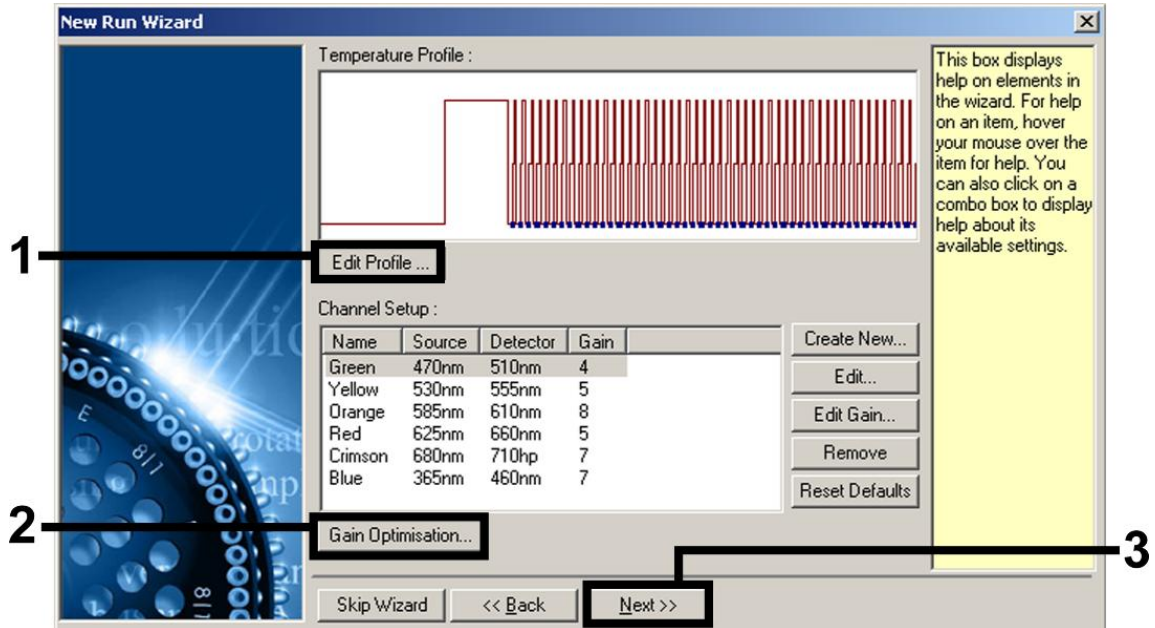 New Run Wizard
Temperature Profile :
This box displays
help on elements in
the wizard. For help
on an item, hover
your mouse over the
item for help. You
can also click on a
combo box to display
help about its
available settings.
1
Edit Profile ...
Channel Setup :
Name Source Detector Gain
Green 470nm 510nm 4
Yellow 530nm 555nm 5
Orange 585nm 610nm 8
Red 625nm 660nm 5
Crimson 680nm 710hp 7
Blue 365nm 460nm 7
Create New...
Edit...
Edit Gain...
Remove
Reset Defaults
2
Gain Optimisation...
3
Skip Wizard
<< Back
Next >>